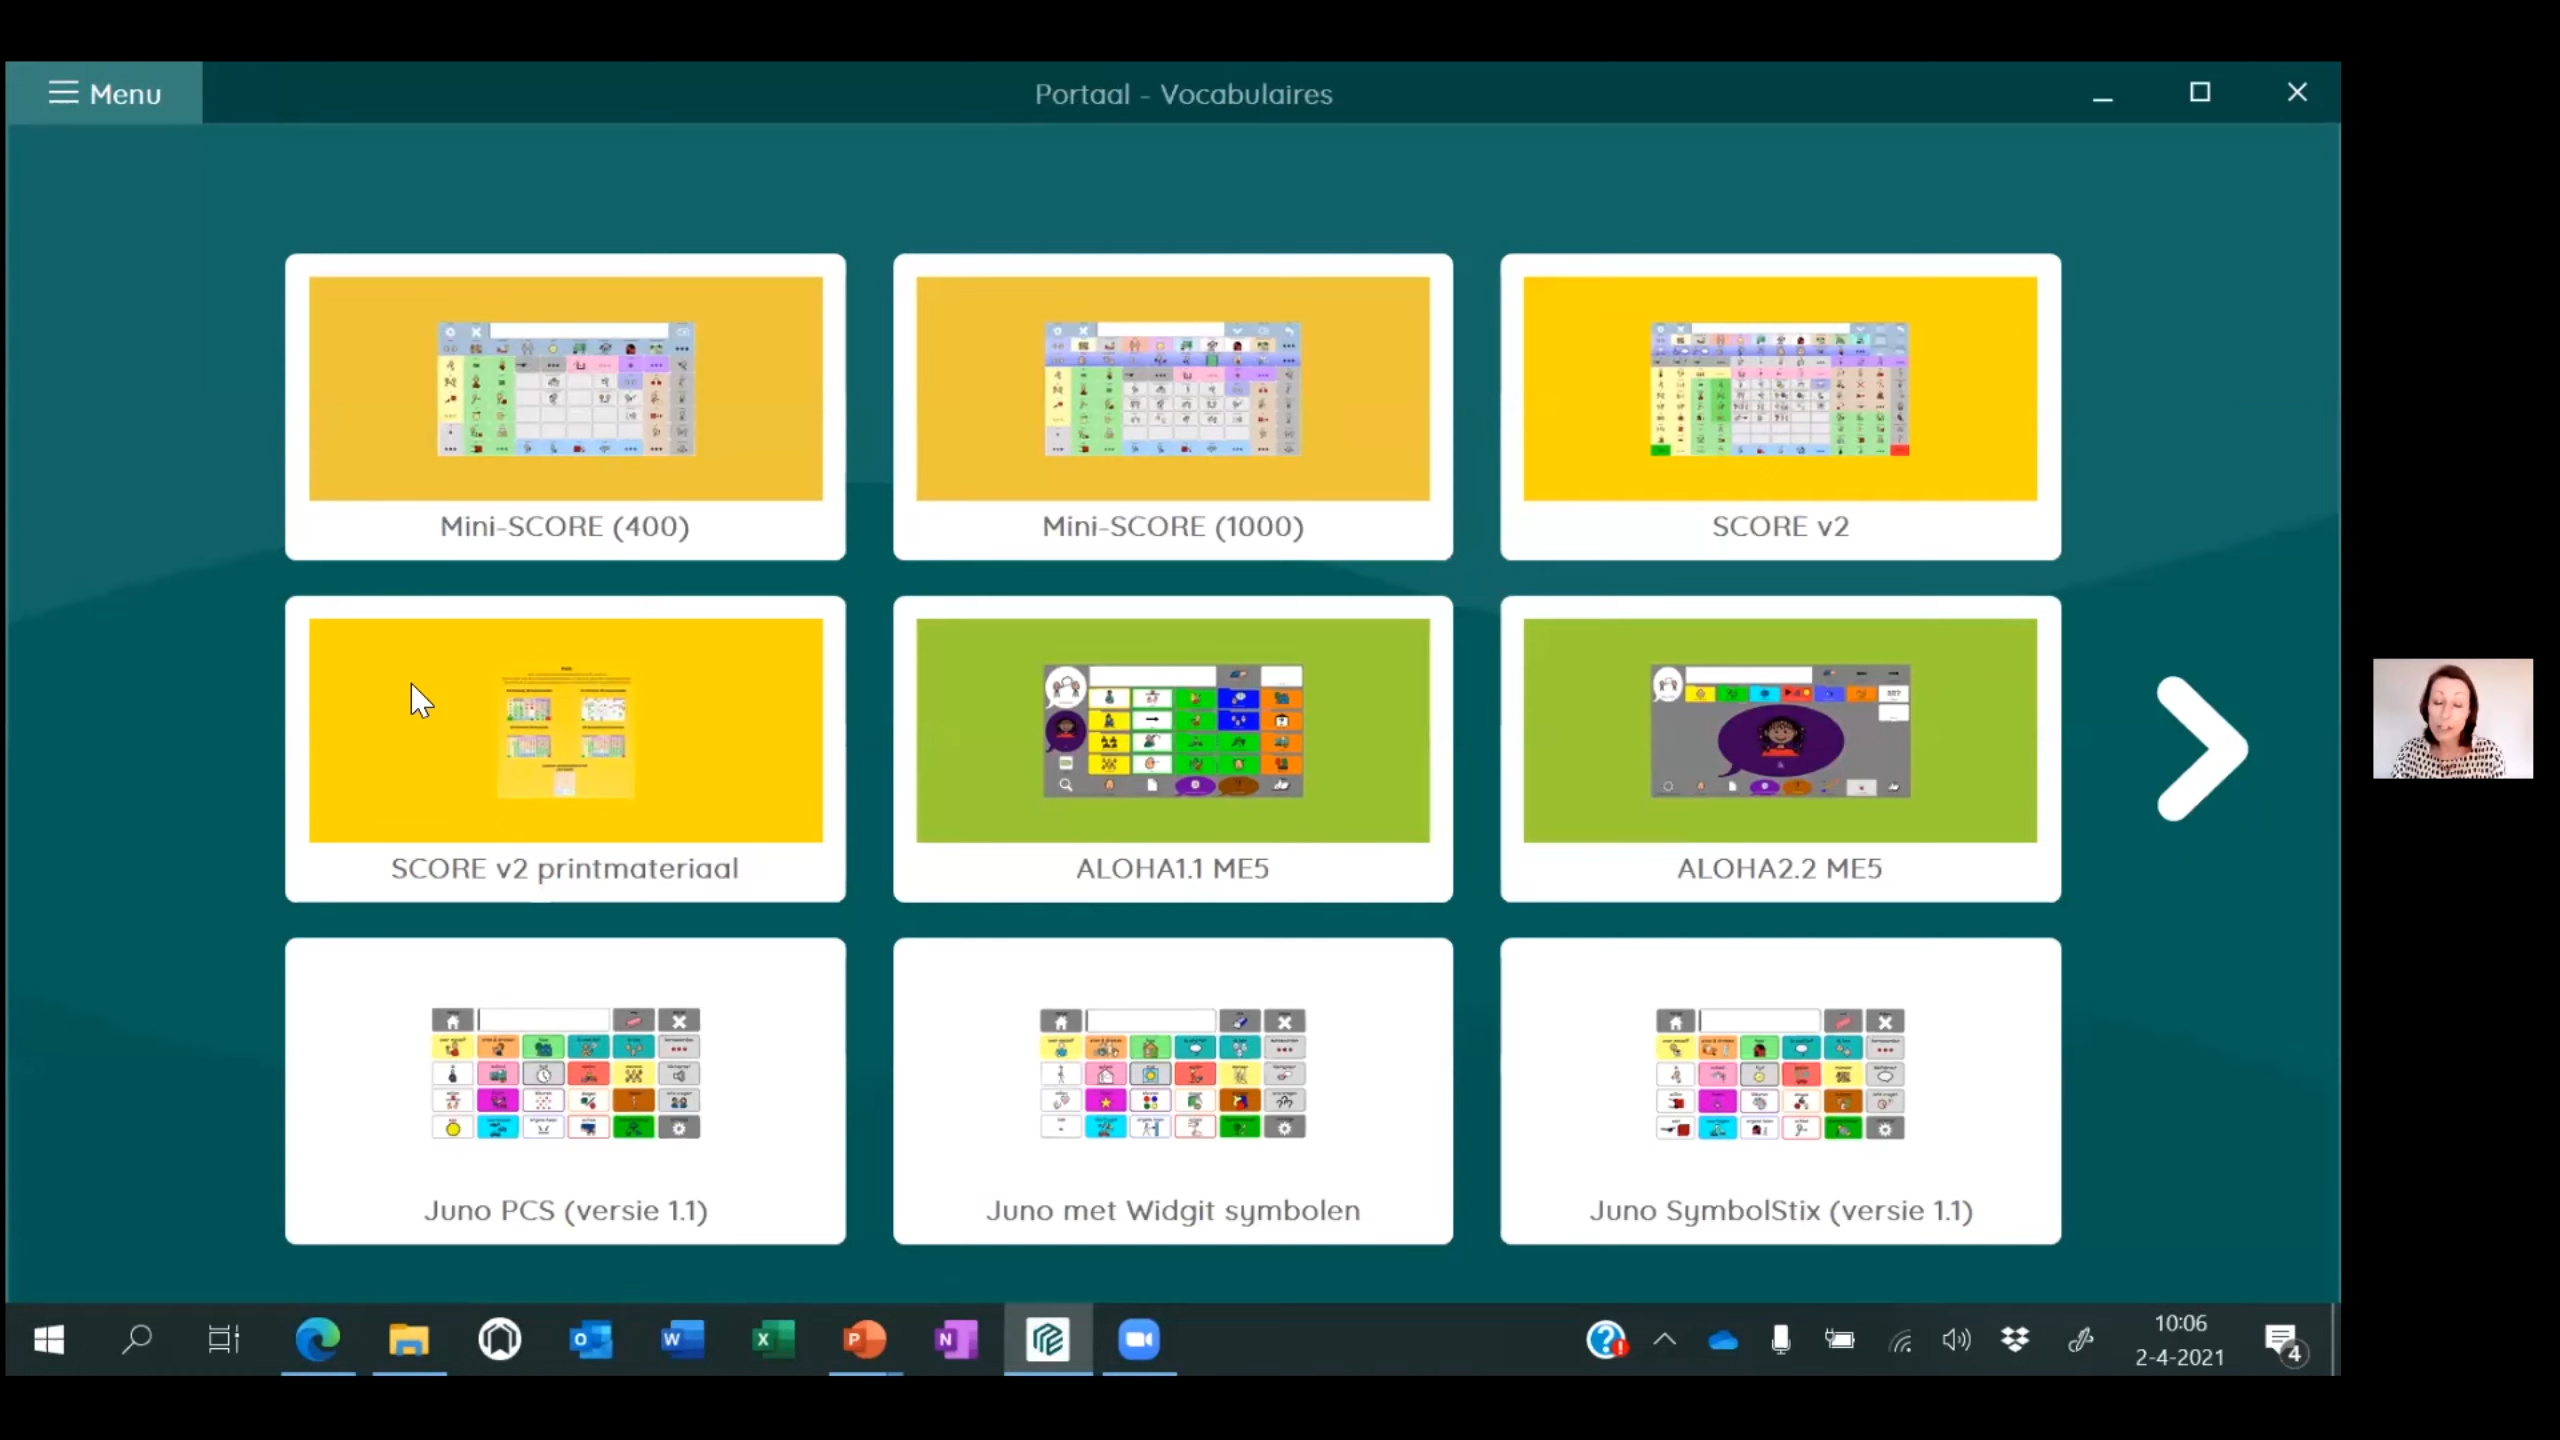 Menu
Portaal - Vocabulaires
Mini-SCORE (400)
Mini-SCORE (1000)
SCORE v2
SCORE v2 printmateriaal
ALOHA1.1 ME5
ALOHA2.2 ME5
Juno PCS (versie 1.1)
Juno met Widgit symbolen
Juno SymbolStix (versie 1.1)
10:06
2-4-2021
4